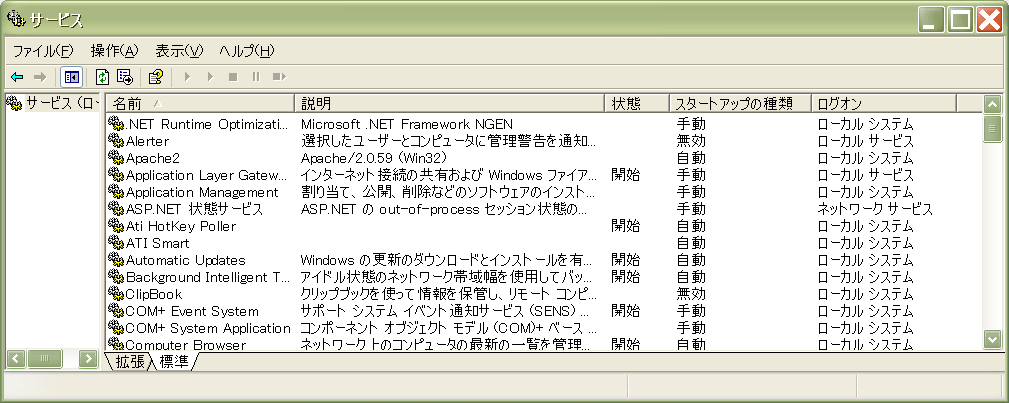 サービス
ファイル(F) 操作(A) 表示(V) ヘルプ(H)
サービス (ロー
名前 説明 状態 スタートアップの種類 ログオン
.NET Runtime Optimizati... Microsoft .NET Framework NGEN 手動 ローカル システム
Alerter 選択したユーザーとコンピュータに管理警告を通知... 無効 ローカル サービス
Apache2 Apache/2.0.59 (Win32) 自動 ローカル システム
Application Layer Gatew... インターネット接続の共有および Windows ファイア... 開始 手動 ローカル サービス
Application Management 割り当て、公開、削除などのソフトウェアのインスト... 手動 ローカル システム
ASP.NET 状態サービス ASP.NET の out-of-process セッション状態の... 手動 ネットワーク サービス
Ati HotKey Poller 開始 自動 ローカル システム
ATI Smart 自動 ローカル システム
Automatic Updates Windows の更新のダウンロードとインストールを有... 開始 自動 ローカル システム
Background Intelligent T... アイドル状態のネットワーク帯域幅を使用してバッ... 開始 自動 ローカル システム
ClipBook クリップブックを使って情報を保管し、リモート コンピ... 無効 ローカル システム
COM+ Event System サポート システム イベント通知サービス (SENS) ... 開始 手動 ローカル システム
COM+ System Application コンポーネント オブジェクト モデル (COM)+ ベース ... 手動 ローカル システム
Computer Browser ネットワーク上のコンピュータの最新の一覧を管理... 開始 自動 ローカル システム
拡張 標準